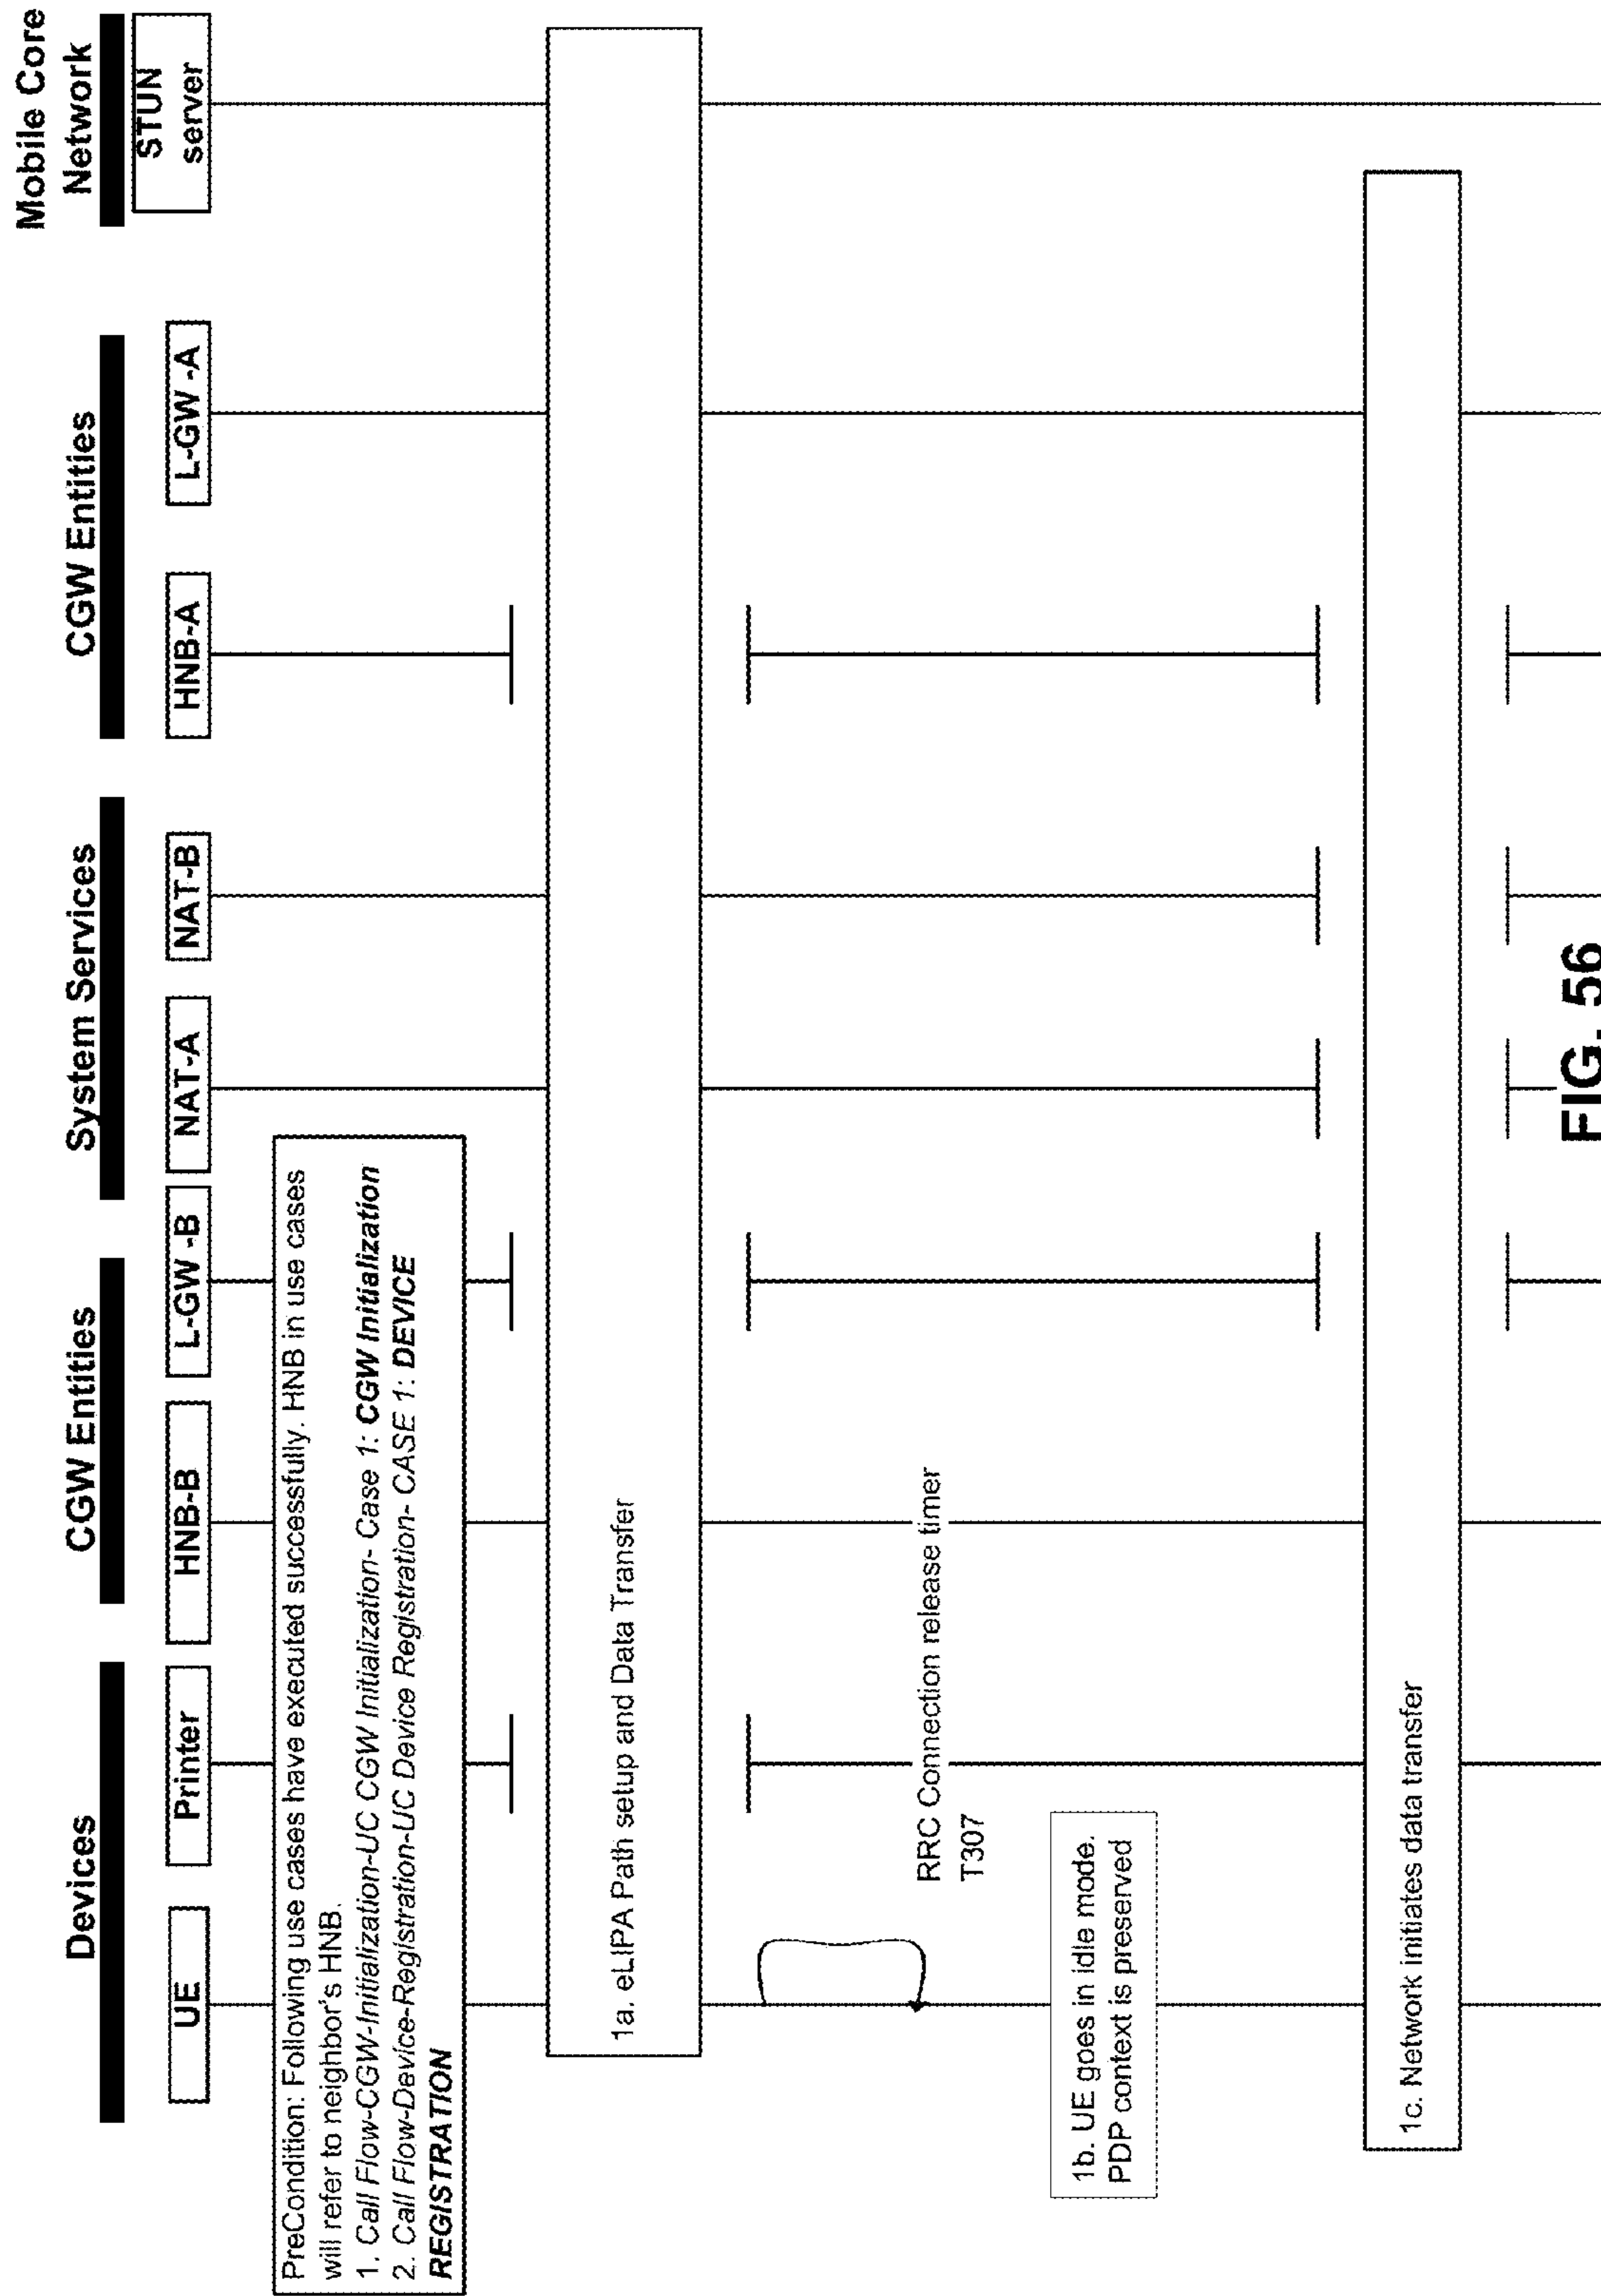 Devices
CGW Entities
System Services
CGW Entities
Mobile Core
Network
UE
Printer
HNB-B
L-GW -B
NAT-A
NAT-B
HNB-A
L-GW -A
STUN
server
PreCondition: Following use cases have executed successfully. HNB in use cases
will refer to neighbor's HNB.
1. Call Flow-CGW-Initialization-UC CGW Initialization- Case 1: CGW Initialization
2. Call Flow-Device-Registration-UC Device Registration- CASE 1: DEVICE
REGISTRATION
1a. eLIPA Path setup and Data Transfer
RRC Connection release timer
T307
1b. UE goes in idle mode.
PDP context is preserved
1c. Network initiates data transfer
FIG. 56